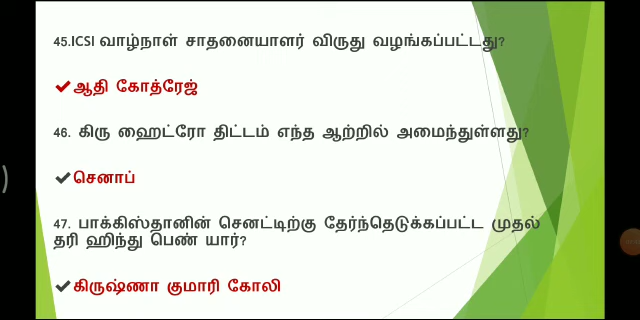 45.ICSI வாழ்நாள் சாதனையாளர் விருது வழங்கப்பட்டது?
✓ஆதி கோத்ரேஜ்
46. கிரு ஹைட்ரோ திட்டம் எந்த ஆற்றில் அமைந்துள்ளது?
✓செனாப்
47. பாக்கிஸ்தானின் செனட்டிற்கு தேர்ந்தெடுக்கப்பட்ட முதல்
தரி ஹிந்து பெண் யார்?
✓கிருஷ்ணா குமாரி கோலி